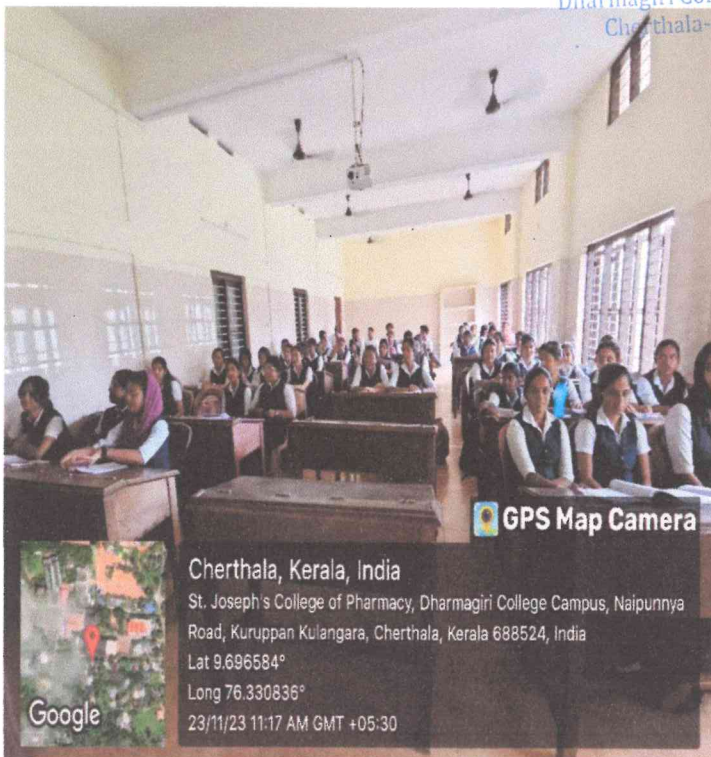 Cherthala-
GPS Map Camera
Cherthala, Kerala, India
St. Joseph's College of Pharmacy, Dharmagiri College Campus, Naipunnya
Road, Kuruppan Kulangara, Cherthala, Kerala 688524, India
Lat 9.696584°
Long 76.330836°
23/11/23 11:17 AM GMT +05:30
Google